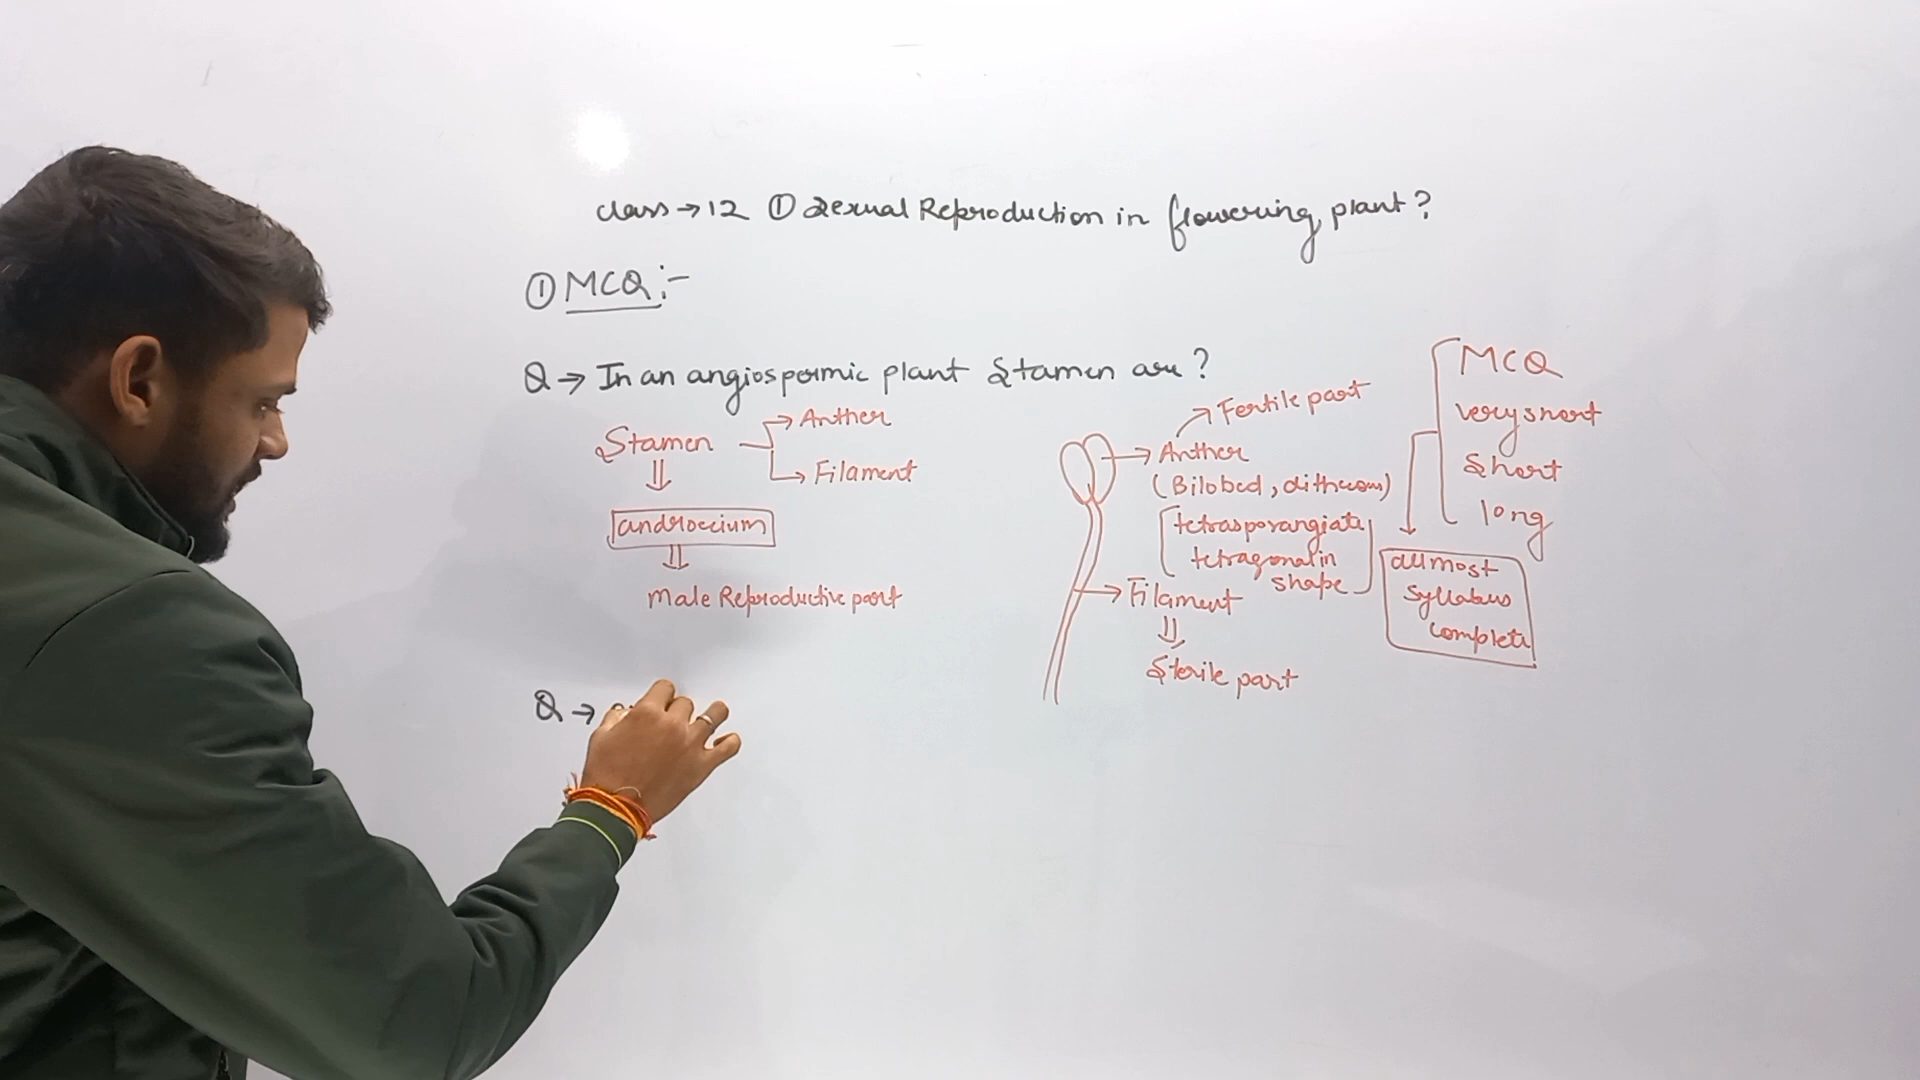 class → 12 ① Sexual Reproduction in flowering plant?
① MCQ :-
Q → In an angiospermic plant Stamen are?
Stamen → Anther
→ Filament
⇓
androecium
⇓
Male Reproductive part
→ Fertile part
→ Anther
(Bilobed, dithecous)
tetrasporangiate
tetragonal in
shape
→ Filament
⇓
Sterile part
MCQ
very short
Short
long
allmost
Syllabus
complete
Q →